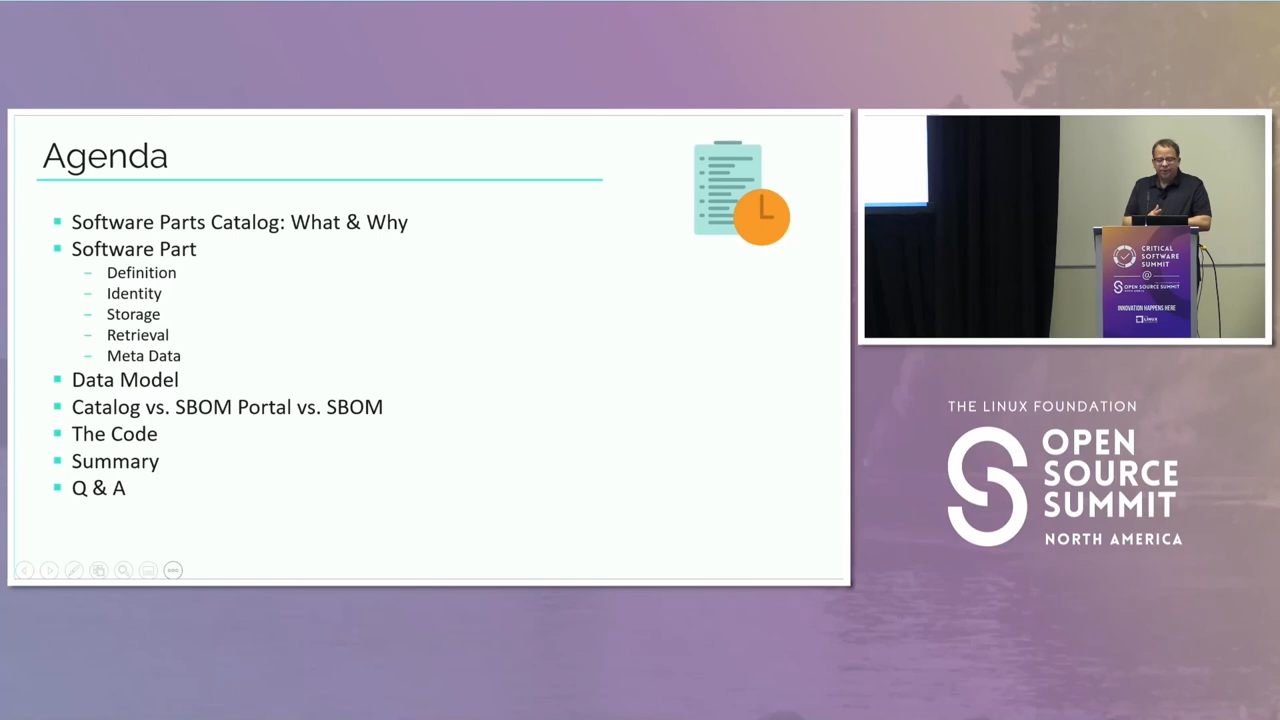 Agenda
Software Parts Catalog: What & Why
Software Part
Definition
Identity
Storage
Retrieval
Meta Data
Data Model
Catalog vs. SBOM Portal vs. SBOM
The Code
Summary
Q & A
CRITICAL
SOFTWARE
SUMMIT
@
OPEN SOURCE SUMMIT
INNOVATION HAPPENS HERE
LINUX
THE LINUX FOUNDATION
OPEN
SOURCE
SUMMIT
NORTH AMERICA